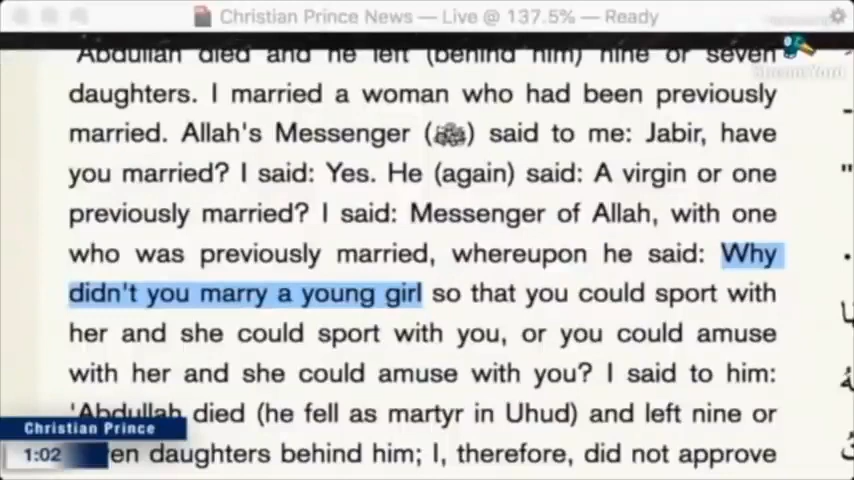 Christian Prince News — Live @ 137.5% — Ready
'Abdullah died and he left (behind him) nine or seven
daughters. I married a woman who had been previously
married. Allah's Messenger (ﷺ) said to me: Jabir, have
you married? I said: Yes. He (again) said: A virgin or one
previously married? I said: Messenger of Allah, with one
who was previously married, whereupon he said: Why
didn't you marry a young girl so that you could sport with
her and she could sport with you, or you could amuse
with her and she could amuse with you? I said to him:
'Abdullah died (he fell as martyr in Uhud) and left nine or
daughters behind him; I, therefore, did not approve
Christian Prince
1:02